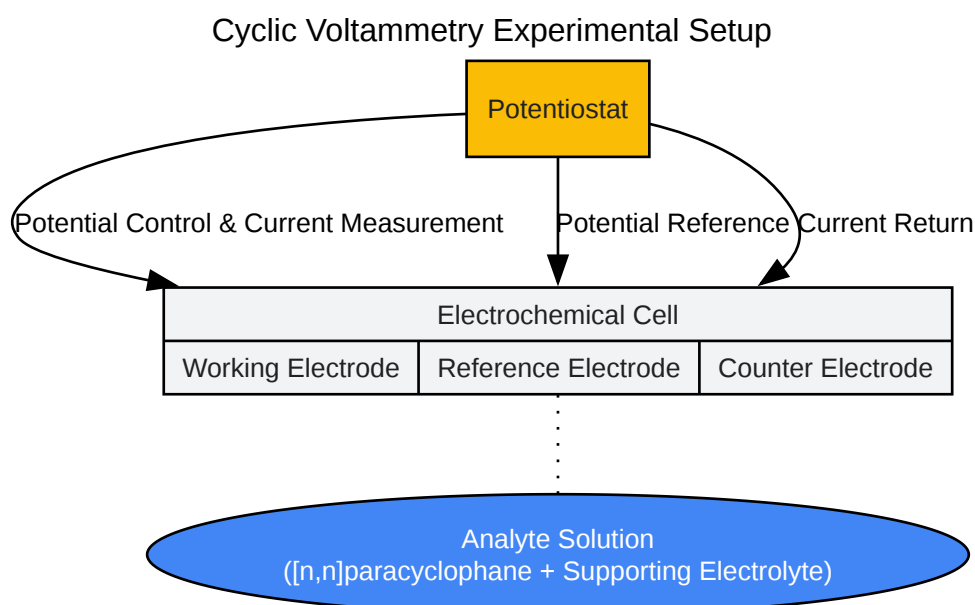 Cyclic Voltammetry Experimental Setup
Potentiostat
Potential Control & Current Measurement
Potential Reference
Current Return
Electrochemical Cell
Working Electrode
Reference Electrode
Counter Electrode
Analyte Solution
([n,n]paracyclophane + Supporting Electrolyte)